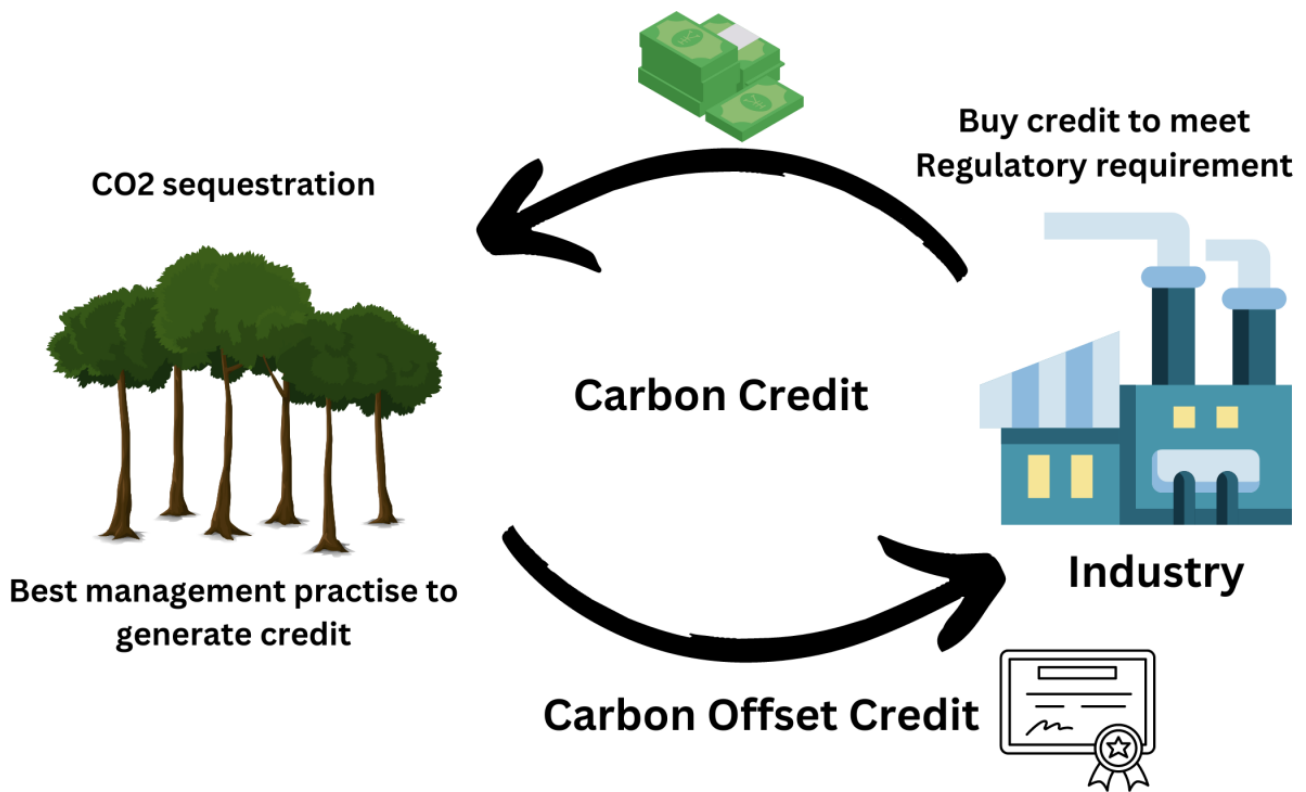 Buy credit to meet
Regulatory requirement
CO2 sequestration
Carbon Credit
Industry
Best management practise to
generate credit
Carbon Offset Credit